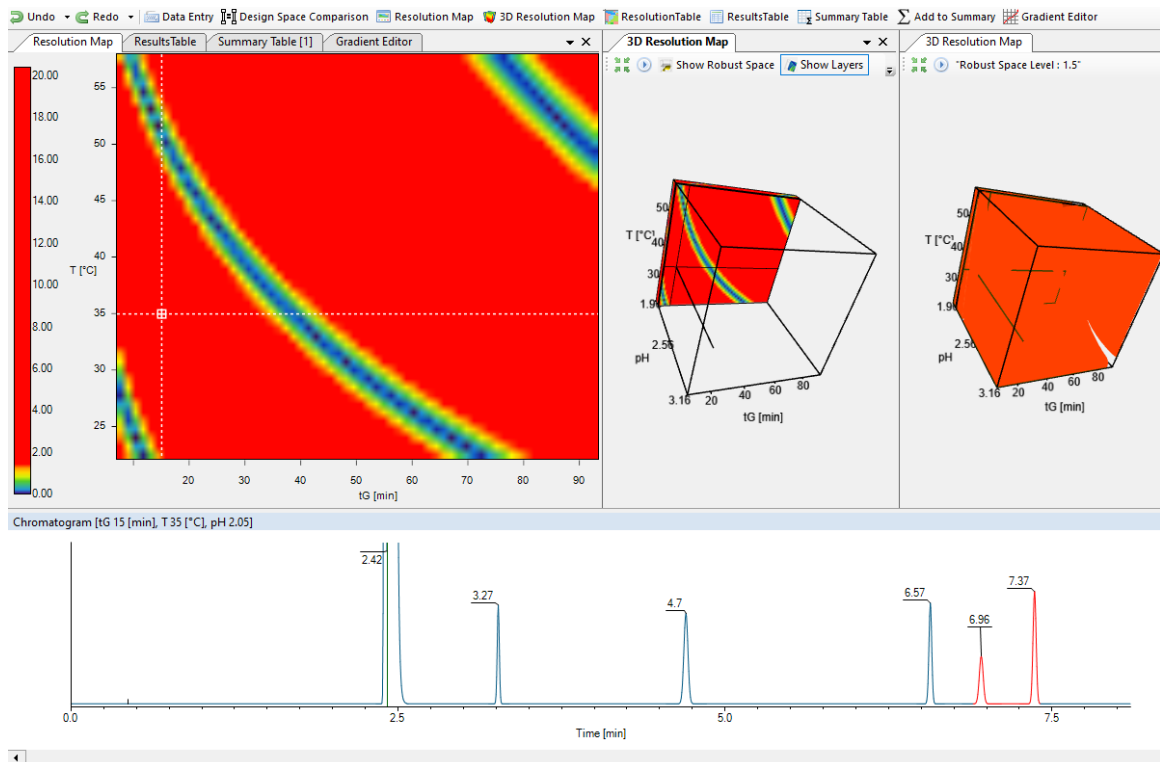 Undo Redo Data Entry Design Space Comparison Resolution Map 3D Resolution Map ResolutionTable ResultsTable Summary Table Add to Summary Gradient Editor
Resolution Map ResultsTable Summary Table [1] Gradient Editor
20.00
18.00
16.00
14.00
12.00
10.00
8.00
6.00
4.00
2.00
0.00
55
50
45
40
35
30
25
T [°C]
20 30 40 50 60 70 80 90
tG [min]
3D Resolution Map
Show Robust Space Show Layers
50
T [°C]
40
30
1.9
2.56
pH
3.16 20 40 60 80
tG [min]
3D Resolution Map
"Robust Space Level : 1.5"
50
T [°C]
40
30
1.90
2.50
pH
3.16 20 40 60 80
tG [min]
Chromatogram [tG 15 [min], T 35 [°C], pH 2.05]
2.42
3.27
4.7
6.57
6.96
7.37
0.0 2.5 5.0 7.5
Time [min]